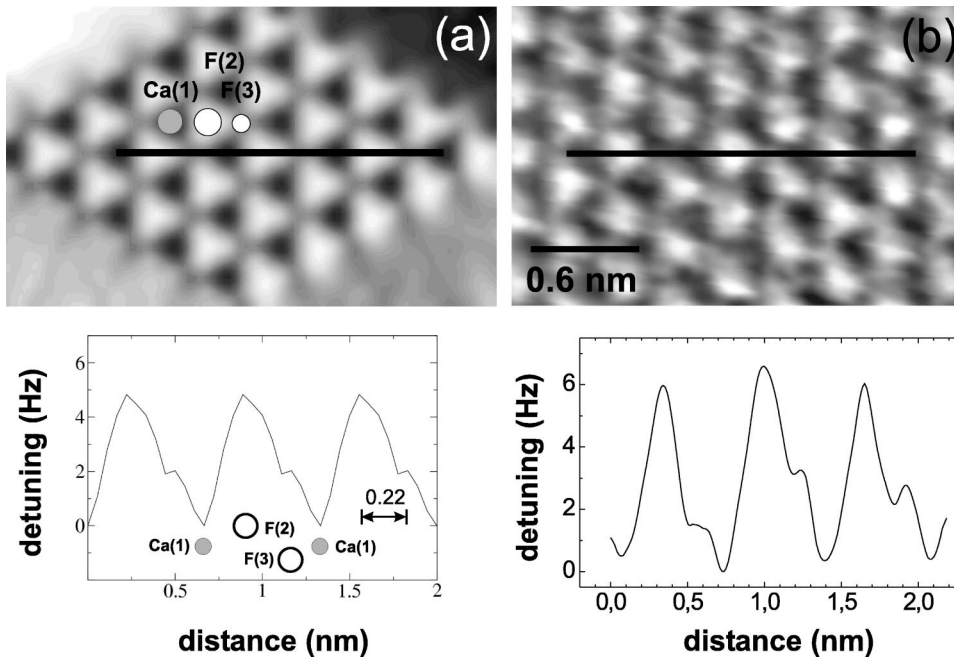 (a)
F(2)
Ca(1) F(3)
(b)
0.6 nm
6
4
2
0
detuning (Hz)
0.22
F(2)
Ca(1) Ca(1)
F(3)
0.5 1 1.5 2
distance (nm)
6
4
2
0
detuning (Hz)
0,0 0,5 1,0 1,5 2,0
distance (nm)